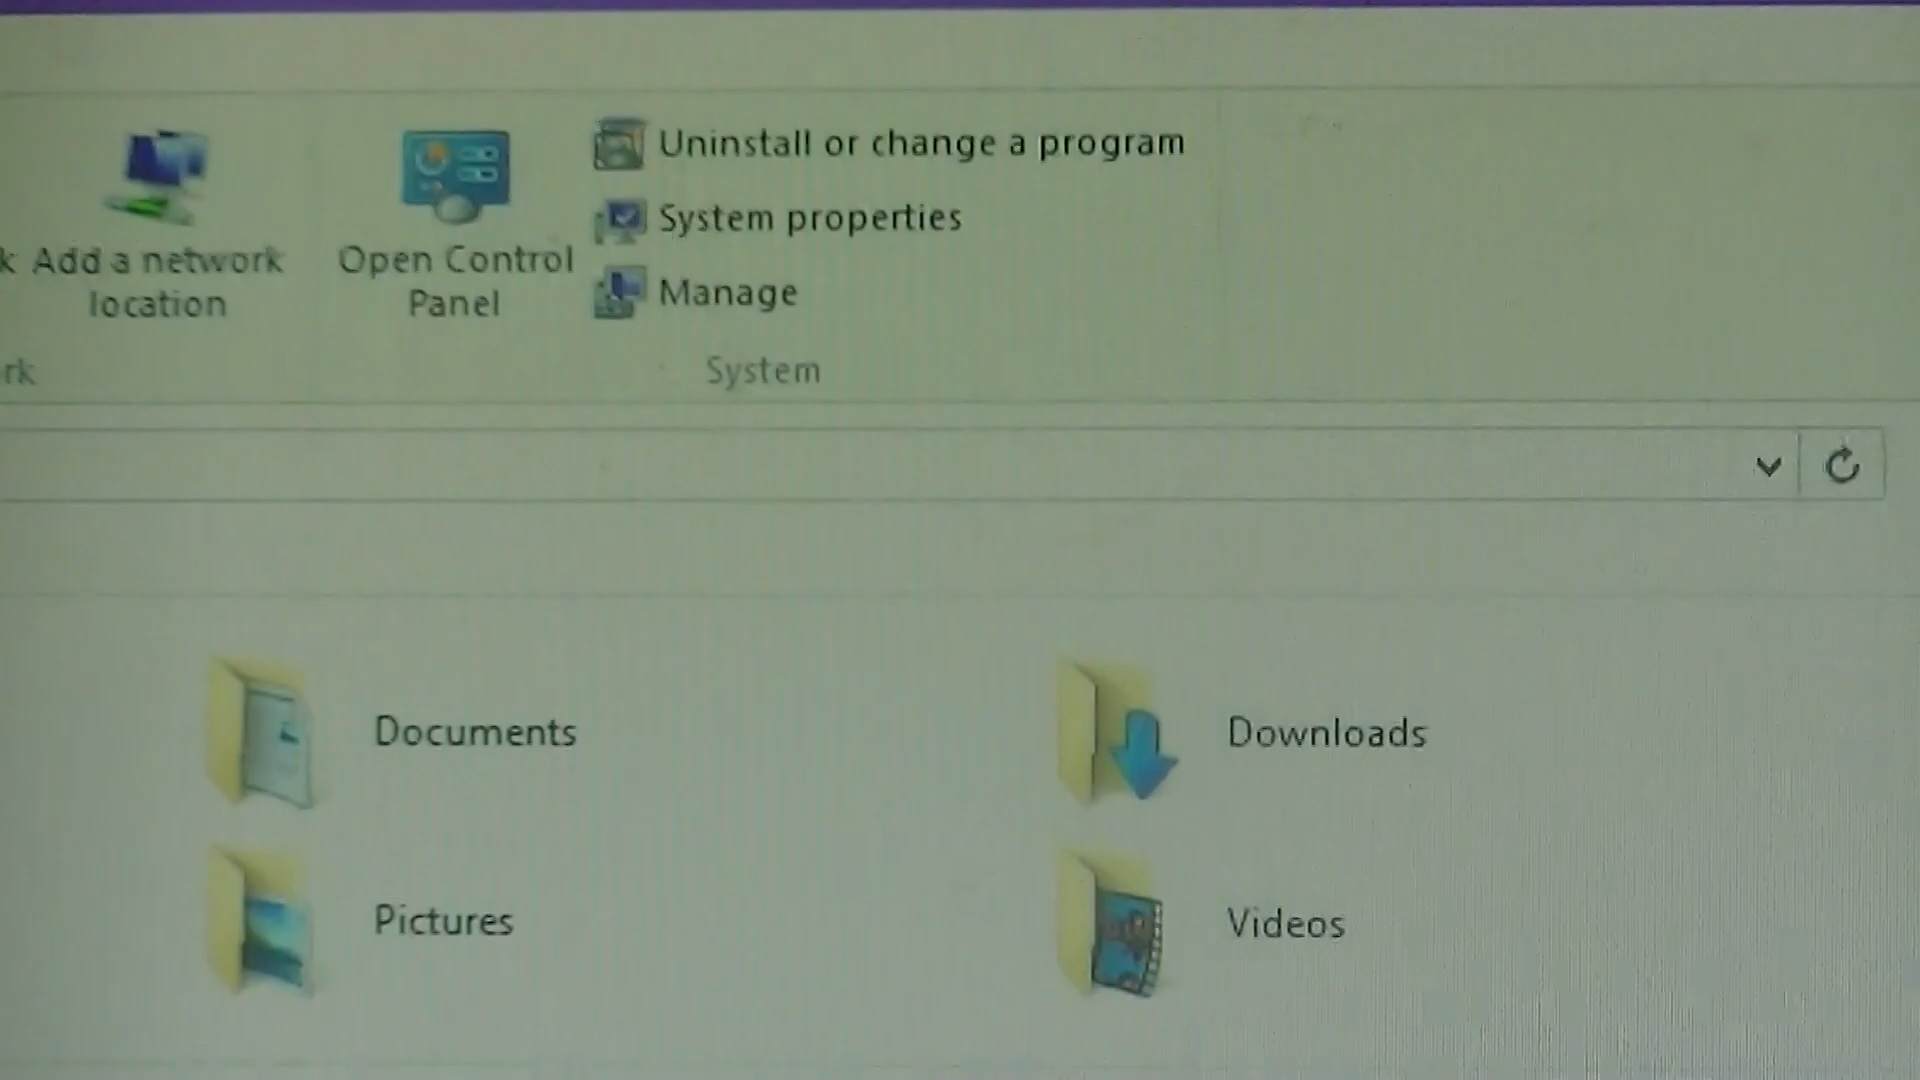 Uninstall or change a program
System properties
k Add a network
location
Open Control
Panel
Manage
rk
System
Documents
Downloads
Pictures
Videos